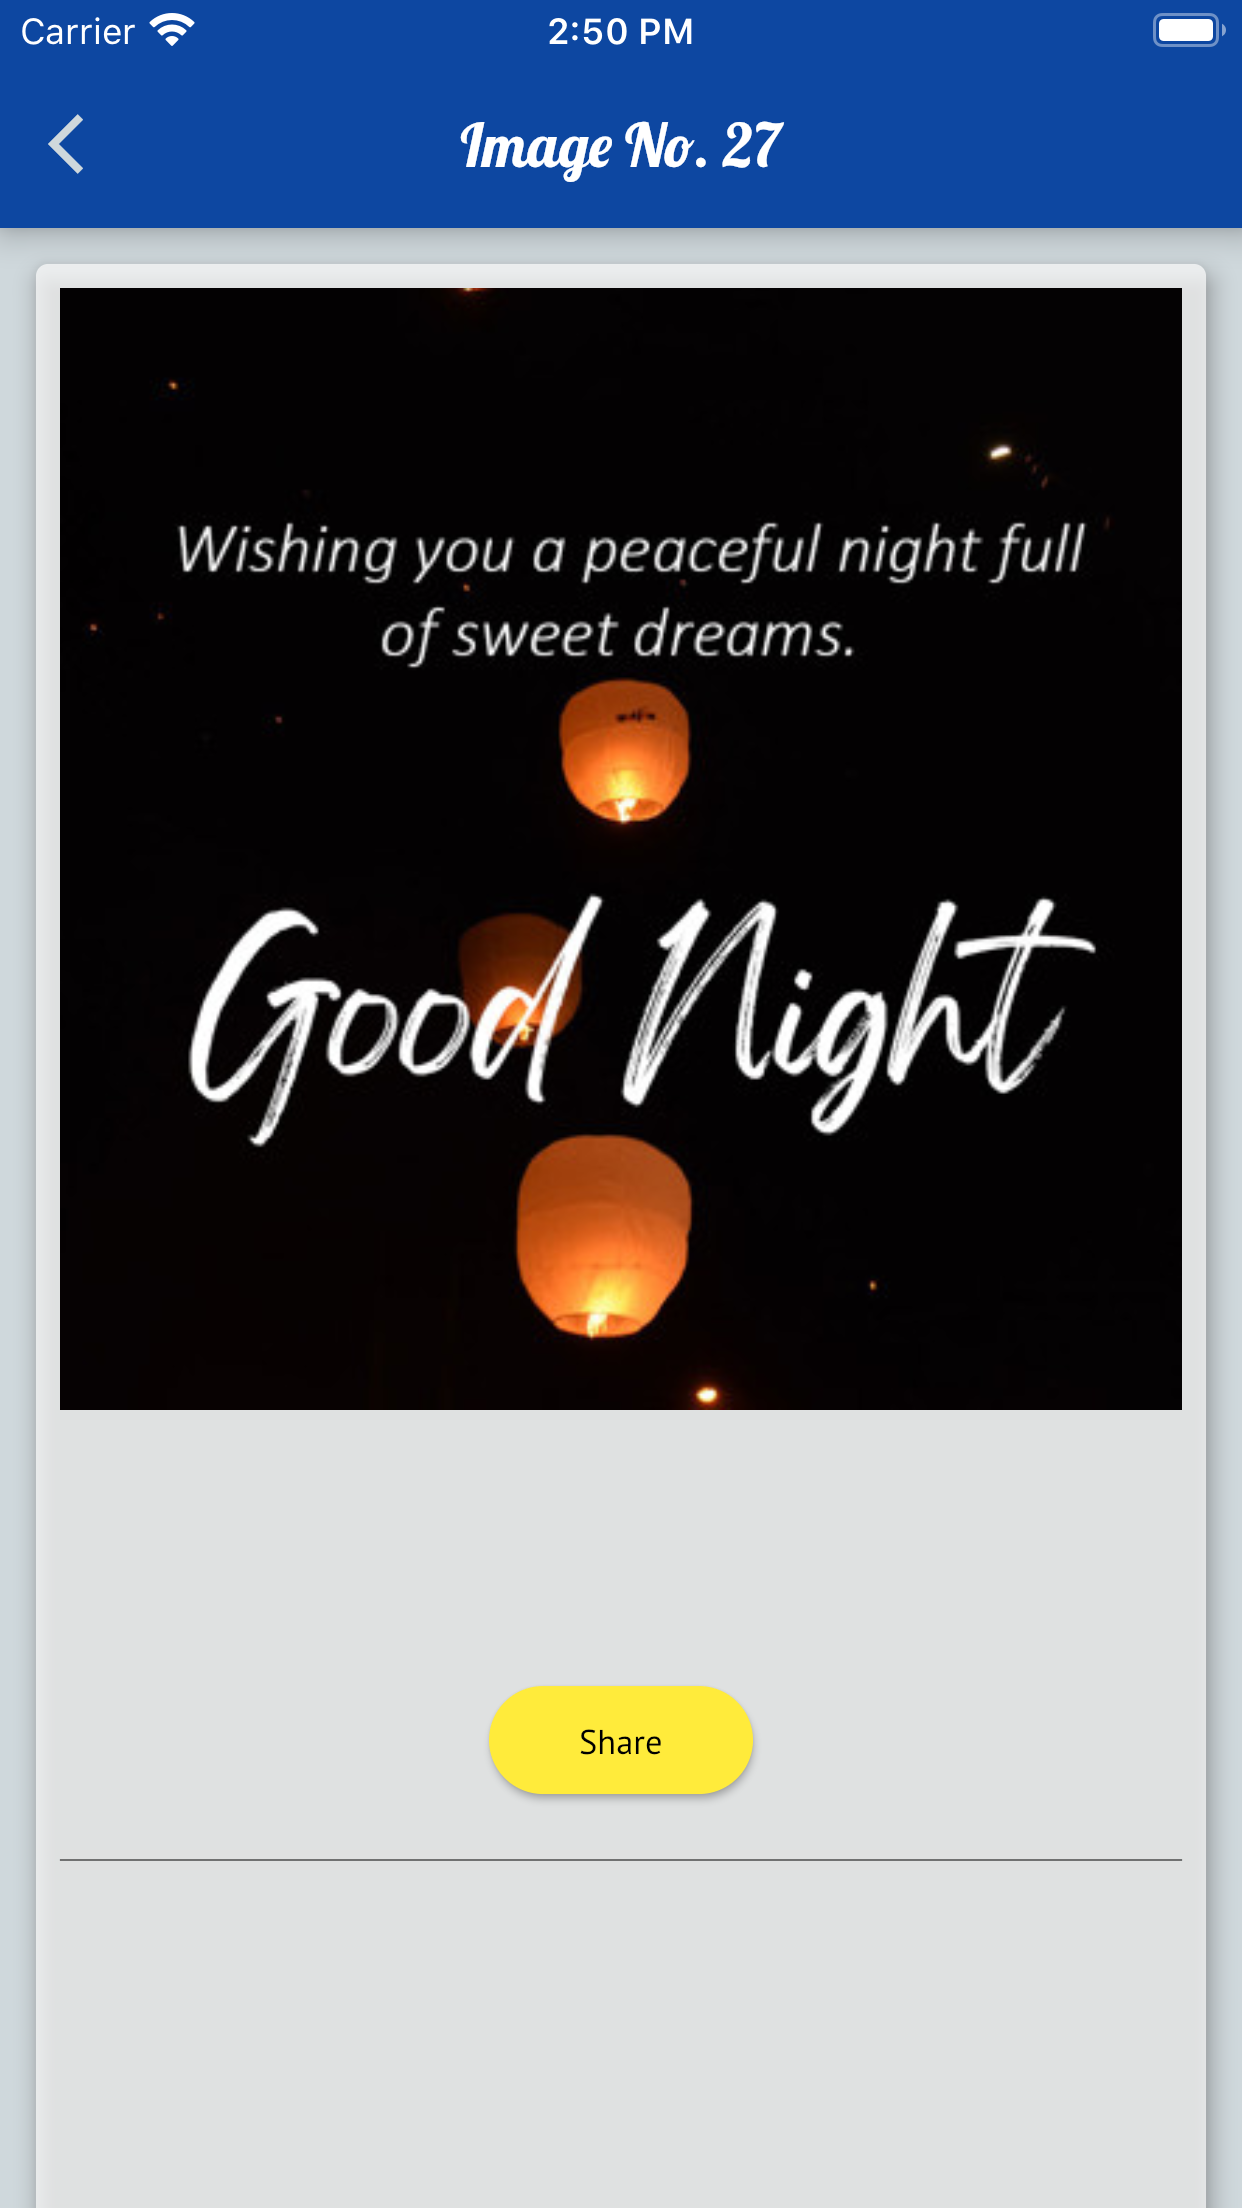 Carrier
2:50 PM
Image No. 27
Wishing you a peaceful night full
of sweet dreams.
Good Night
Share